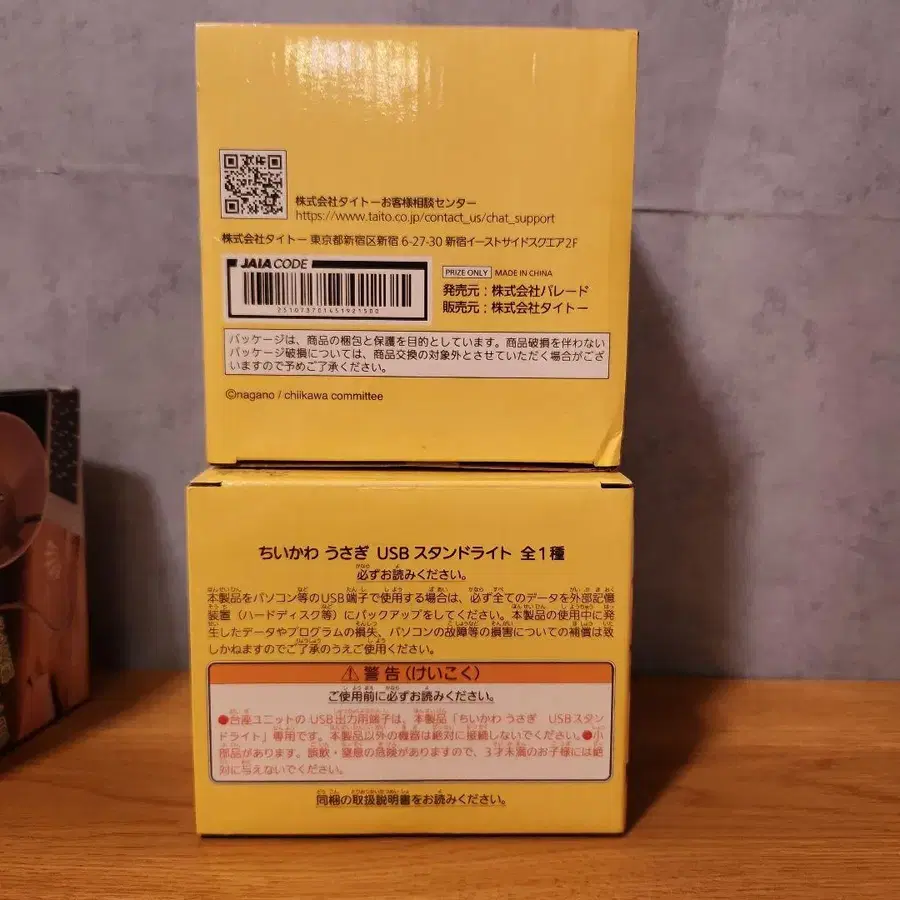 株式会社タイトーお客様相談センター
https://www.taito.co.jp/contact_us/chat_support
株式会社タイトー 東京都新宿区新宿 6-27-30 新宿イーストサイドスクエア2F
JAIA CODE
251073701451921500
PRIZE ONLY MADE IN CHINA
発売元：株式会社パレード
販売元：株式会社タイトー
パッケージは、商品の梱包と保護を目的としています。商品破損を伴わない
パッケージ破損については、商品交換の対象外とさせていただく場合がござ
いますので予めご了承ください。
©nagano / chiikawa committee
ちいかわ うさぎ USB スタンドライト 全1種
必ずお読みください。
本製品をパソコン等のUSB端子で使用する場合は、必ず全てのデータを外部記憶
装置（ハードディスク等）にバックアップをしてください。本製品の使用中に発
生したデータやプログラムの損失、パソコンの故障等の損害についての補償は致
しかねますのでご了承のうえご使用ください。
⚠警告(けいこく)
ご使用前に必ずお読みください。
●台座ユニットの USB出力用端子は、本製品「ちいかわ うさぎ USBスタン
ドライト」専用です。本製品以外の機器は絶対に接続しないでください。●小
部品があります。誤飲・窒息の危険がありますので、3才未満のお子様には絶
対に与えないでください。
同梱の取扱説明書をお読みください。